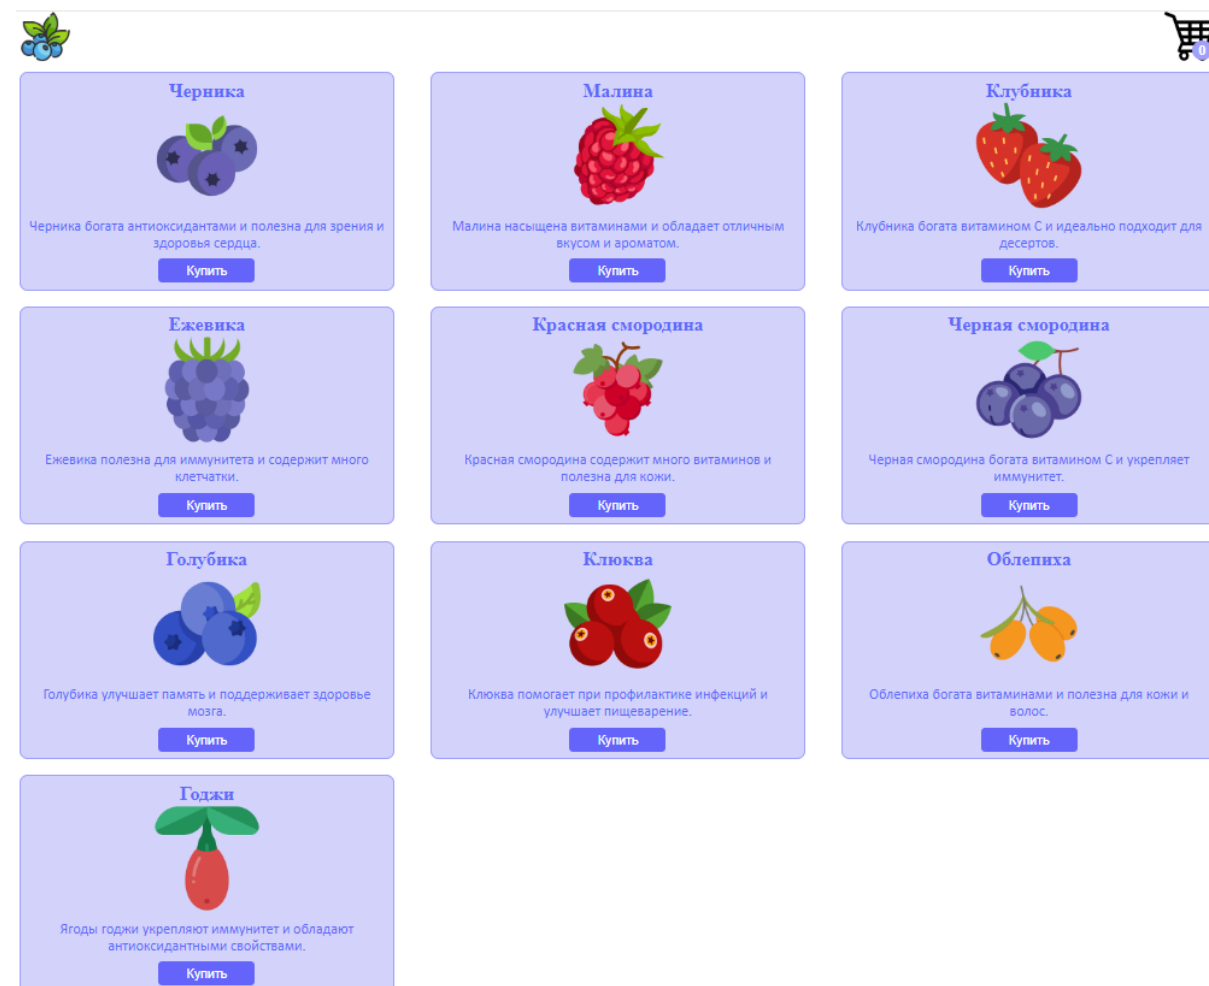 0
Черника
Черника богата антиоксидантами и полезна для зрения и
здоровья сердца.
Купить
Малина
Малина насыщена витаминами и обладает отличным
вкусом и ароматом.
Купить
Клубника
Клубника богата витамином С и идеально подходит для
десертов.
Купить
Ежевика
Ежевика полезна для иммунитета и содержит много
клетчатки.
Купить
Красная смородина
Красная смородина содержит много витаминов и
полезна для кожи.
Купить
Черная смородина
Черная смородина богата витамином С и укрепляет
иммунитет.
Купить
Голубика
Голубика улучшает память и поддерживает здоровье
мозга.
Купить
Клюква
Клюква помогает при профилактике инфекций и
улучшает пищеварение.
Купить
Облепиха
Облепиха богата витаминами и полезна для кожи и
волос.
Купить
Годжи
Ягоды годжи укрепляют иммунитет и обладают
антиоксидантными свойствами.
Купить